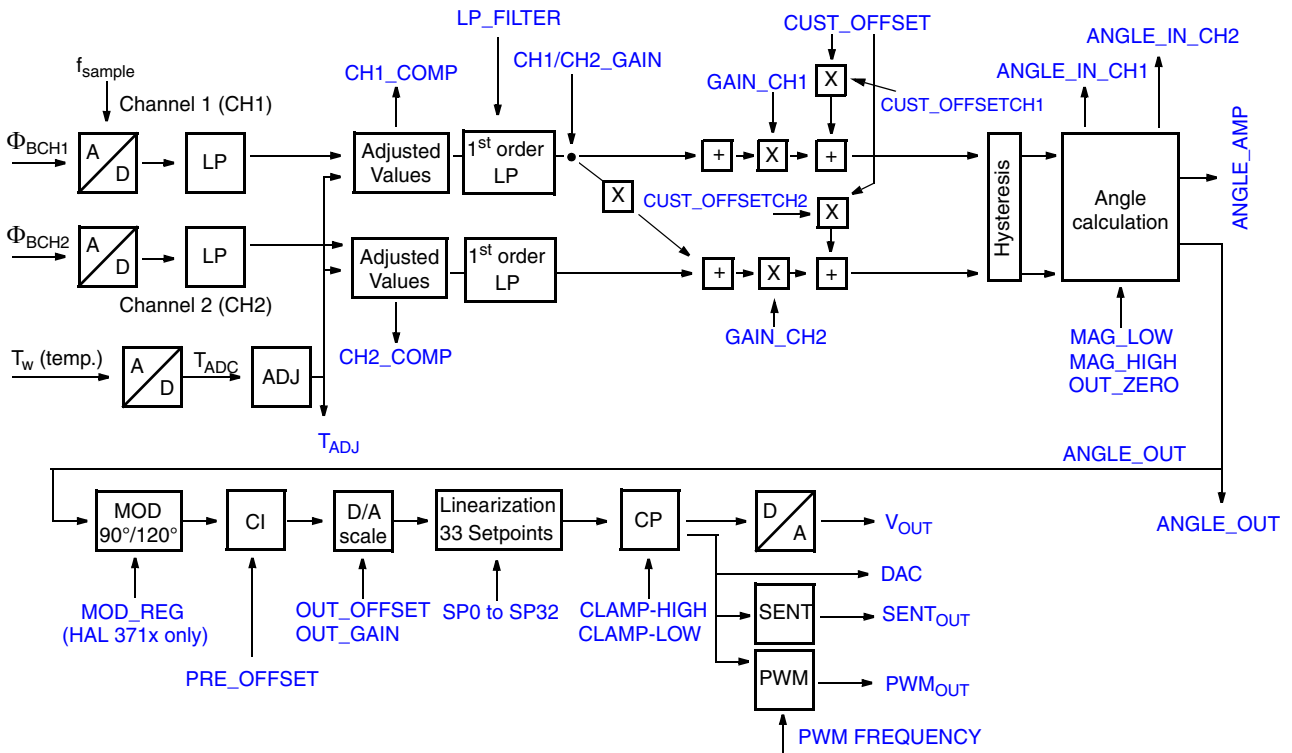 LP_FILTER
CUST_OFFSET
ANGLE_IN_CH2
f_sample
CH1_COMP
CH1/CH2_GAIN
GAIN_CH1
X
CUST_OFFSETCH1
ANGLE_IN_CH1
Channel 1 (CH1)
Φ_BCH1
A
D
LP
Adjusted
Values
1st order
LP
+
X
+
Hysteresis
Angle
calculation
ANGLE_AMP
X
CUST_OFFSETCH2
X
Φ_BCH2
A
D
LP
Adjusted
Values
1st order
LP
+
X
+
Channel 2 (CH2)
CH2_COMP
GAIN_CH2
MAG_LOW
MAG_HIGH
OUT_ZERO
T_w (temp.)
A
D
T_ADC
ADJ
T_ADJ
ANGLE_OUT
MOD
90°/120°
CI
D/A
scale
Linearization
33 Setpoints
CP
D
A
V_OUT
ANGLE_OUT
DAC
MOD_REG
(HAL 371x only)
OUT_OFFSET
OUT_GAIN
SP0 to SP32
CLAMP-HIGH
CLAMP-LOW
SENT
SENT_OUT
PRE_OFFSET
PWM
PWM_OUT
PWM FREQUENCY